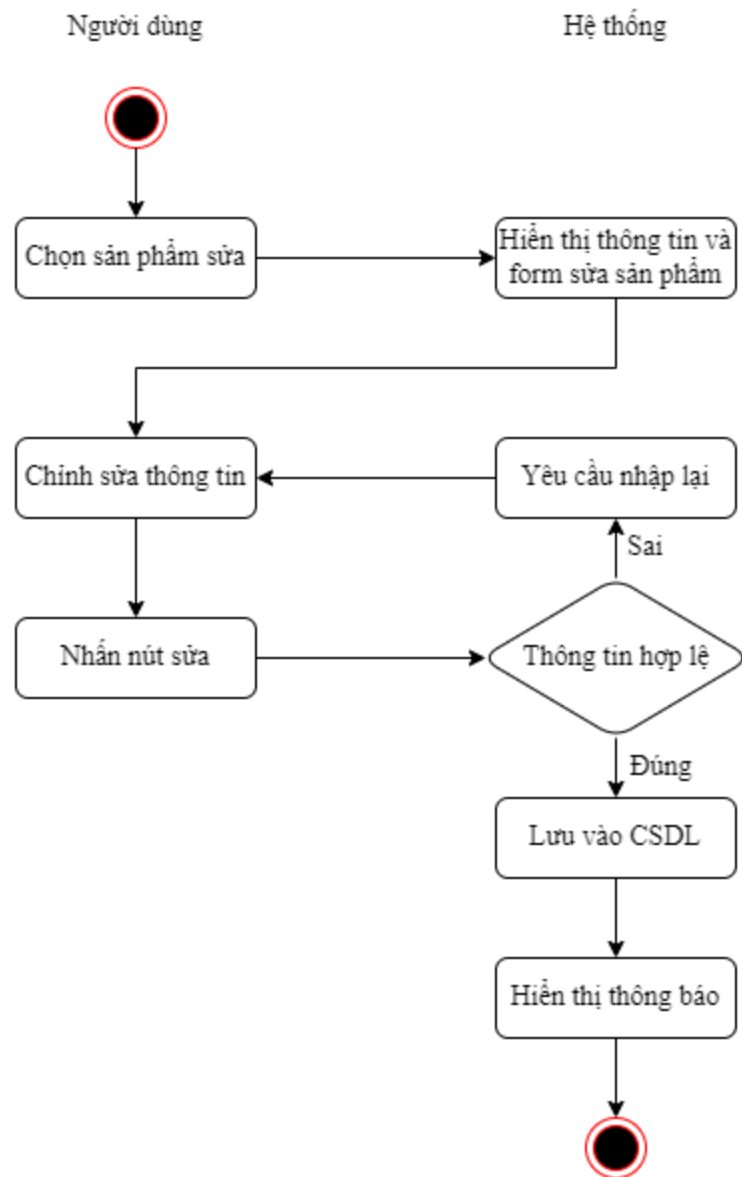 Người dùng
Hệ thống
Chọn sản phẩm sửa
Hiển thị thông tin và
form sửa sản phẩm
Chỉnh sửa thông tin
Yêu cầu nhập lại
Sai
Nhấn nút sửa
Thông tin hợp lệ
Đúng
Lưu vào CSDL
Hiển thị thông báo